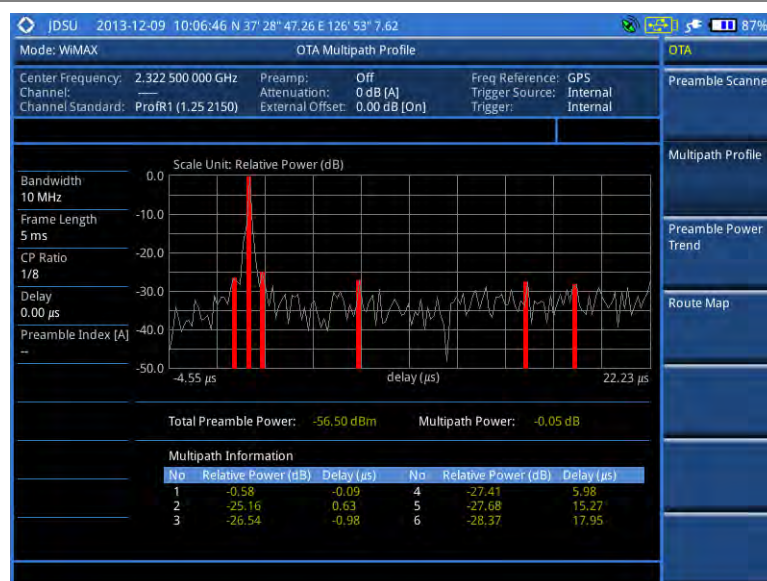 JDSU 2013-12-09 10:06:46 N 37' 28" 47.26 E 126' 53" 7.62 87%
Mode: WiMAX OTA Multipath Profile OTA
Center Frequency: 2.322 500 000 GHz Preamp: Off Freq Reference: GPS
Channel: ── Attenuation: 0 dB [A] Trigger Source: Internal
Channel Standard: ProfR1 (1.25 2150) External Offset: 0.00 dB [On] Trigger: Internal
Preamble Scanne
Multipath Profile
Preamble Power
Trend
Route Map
Bandwidth
10 MHz
Frame Length
5 ms
CP Ratio
1/8
Delay
0.00 μs
Preamble Index [A]
--
Scale Unit: Relative Power (dB)
0.0
-10.0
-20.0
-30.0
-40.0
-50.0
-4.55 μs delay (μs) 22.23 μs
Total Preamble Power: -56.50 dBm Multipath Power: -0.05 dB
Multipath Information
No Relative Power (dB) Delay (μs) No Relative Power (dB) Delay (μs)
1 -0.58 -0.09 4 -27.41 5.98
2 -25.16 0.63 5 -27.68 15.27
3 -26.54 -0.98 6 -28.37 17.95